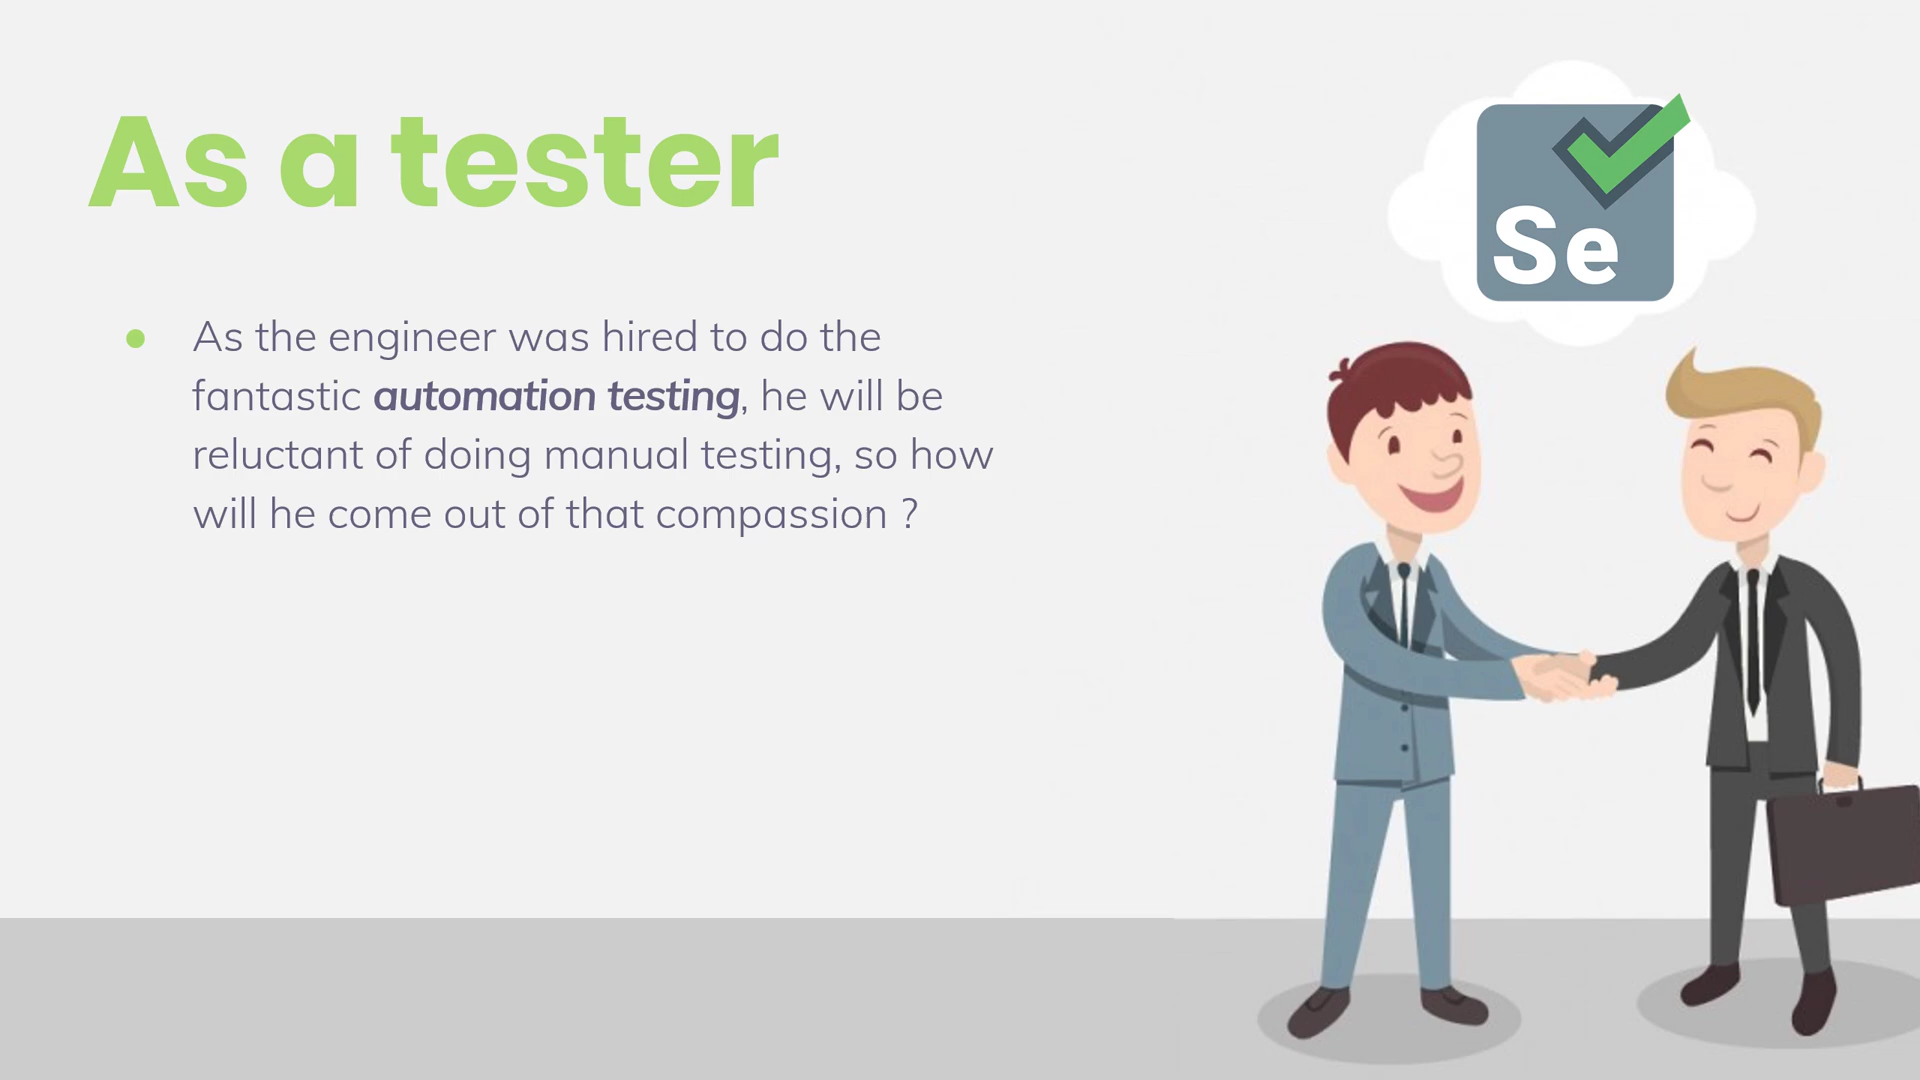 As a tester
Se
● As the engineer was hired to do the
fantastic automation testing, he will be
reluctant of doing manual testing, so how
will he come out of that compassion ?